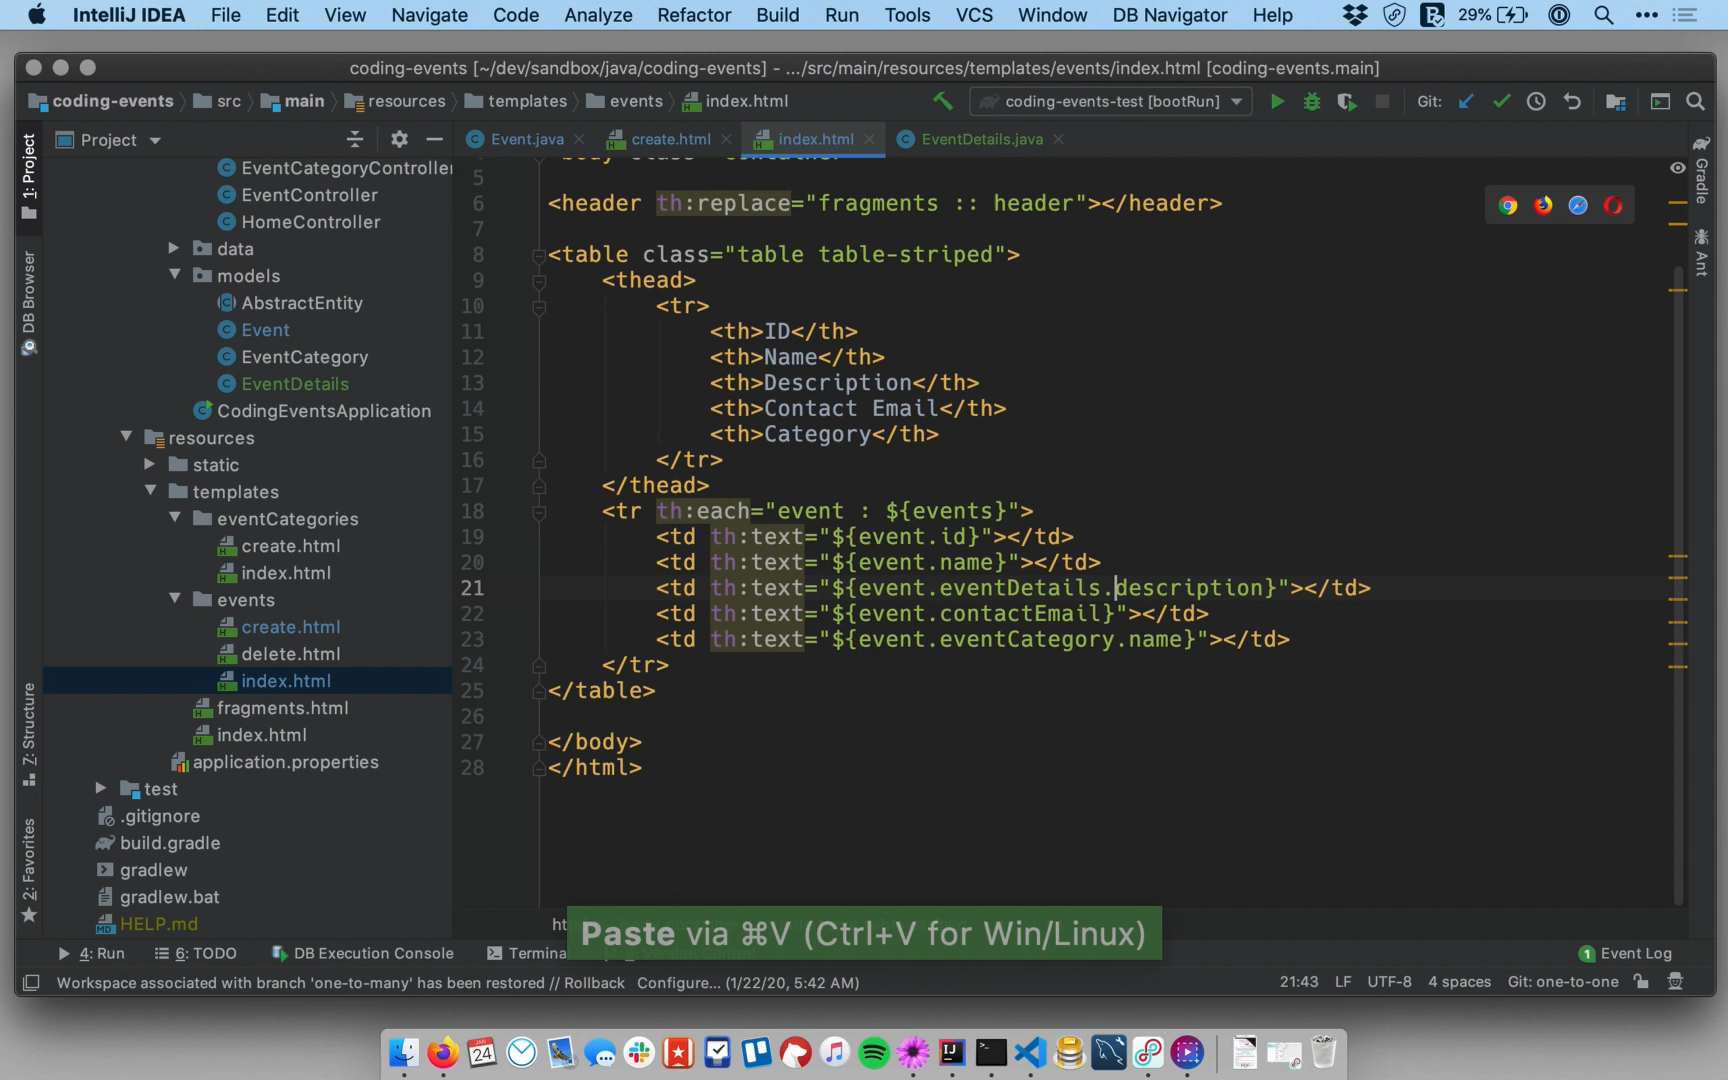 IntelliJ IDEA File Edit View Navigate Code Analyze Refactor Build Run Tools VCS Window DB Navigator Help 29%
coding-events [~/dev/sandbox/java/coding-events] - .../src/main/resources/templates/events/index.html [coding-events.main]
coding-events src main resources templates events index.html coding-events-test [bootRun] Git:
1: Project
DB Browser
7: Structure
2: Favorites
Project
EventCategoryController
EventController
HomeController
data
models
AbstractEntity
Event
EventCategory
EventDetails
CodingEventsApplication
resources
static
templates
eventCategories
create.html
index.html
events
create.html
delete.html
index.html
fragments.html
index.html
application.properties
test
.gitignore
build.gradle
gradlew
gradlew.bat
HELP.md
Event.java create.html index.html EventDetails.java
5
6 <header th:replace="fragments :: header"></header>
7
8 <table class="table table-striped">
9 <thead>
10 <tr>
11 <th>ID</th>
12 <th>Name</th>
13 <th>Description</th>
14 <th>Contact Email</th>
15 <th>Category</th>
16 </tr>
17 </thead>
18 <tr th:each="event : ${events}">
19 <td th:text="${event.id}"></td>
20 <td th:text="${event.name}"></td>
21 <td th:text="${event.eventDetails.description}"></td>
22 <td th:text="${event.contactEmail}"></td>
23 <td th:text="${event.eventCategory.name}"></td>
24 </tr>
25 </table>
26
27 </body>
28 </html>
Gradle
Ant
Paste via ⌘V (Ctrl+V for Win/Linux)
4: Run 6: TODO DB Execution Console Termina 1 Event Log
Workspace associated with branch 'one-to-many' has been restored // Rollback Configure... (1/22/20, 5:42 AM) 21:43 LF UTF-8 4 spaces Git: one-to-one
JAN
24